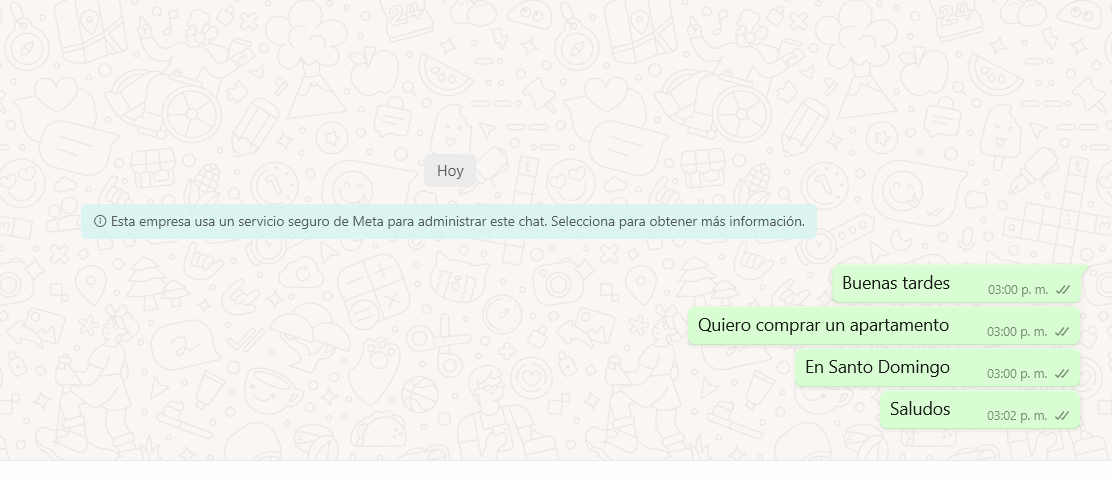 Hoy
Esta empresa usa un servicio seguro de Meta para administrar este chat. Selecciona para obtener más información.
Buenas tardes 03:00 p. m.
Quiero comprar un apartamento 03:00 p. m.
En Santo Domingo 03:00 p. m.
Saludos 03:02 p. m.